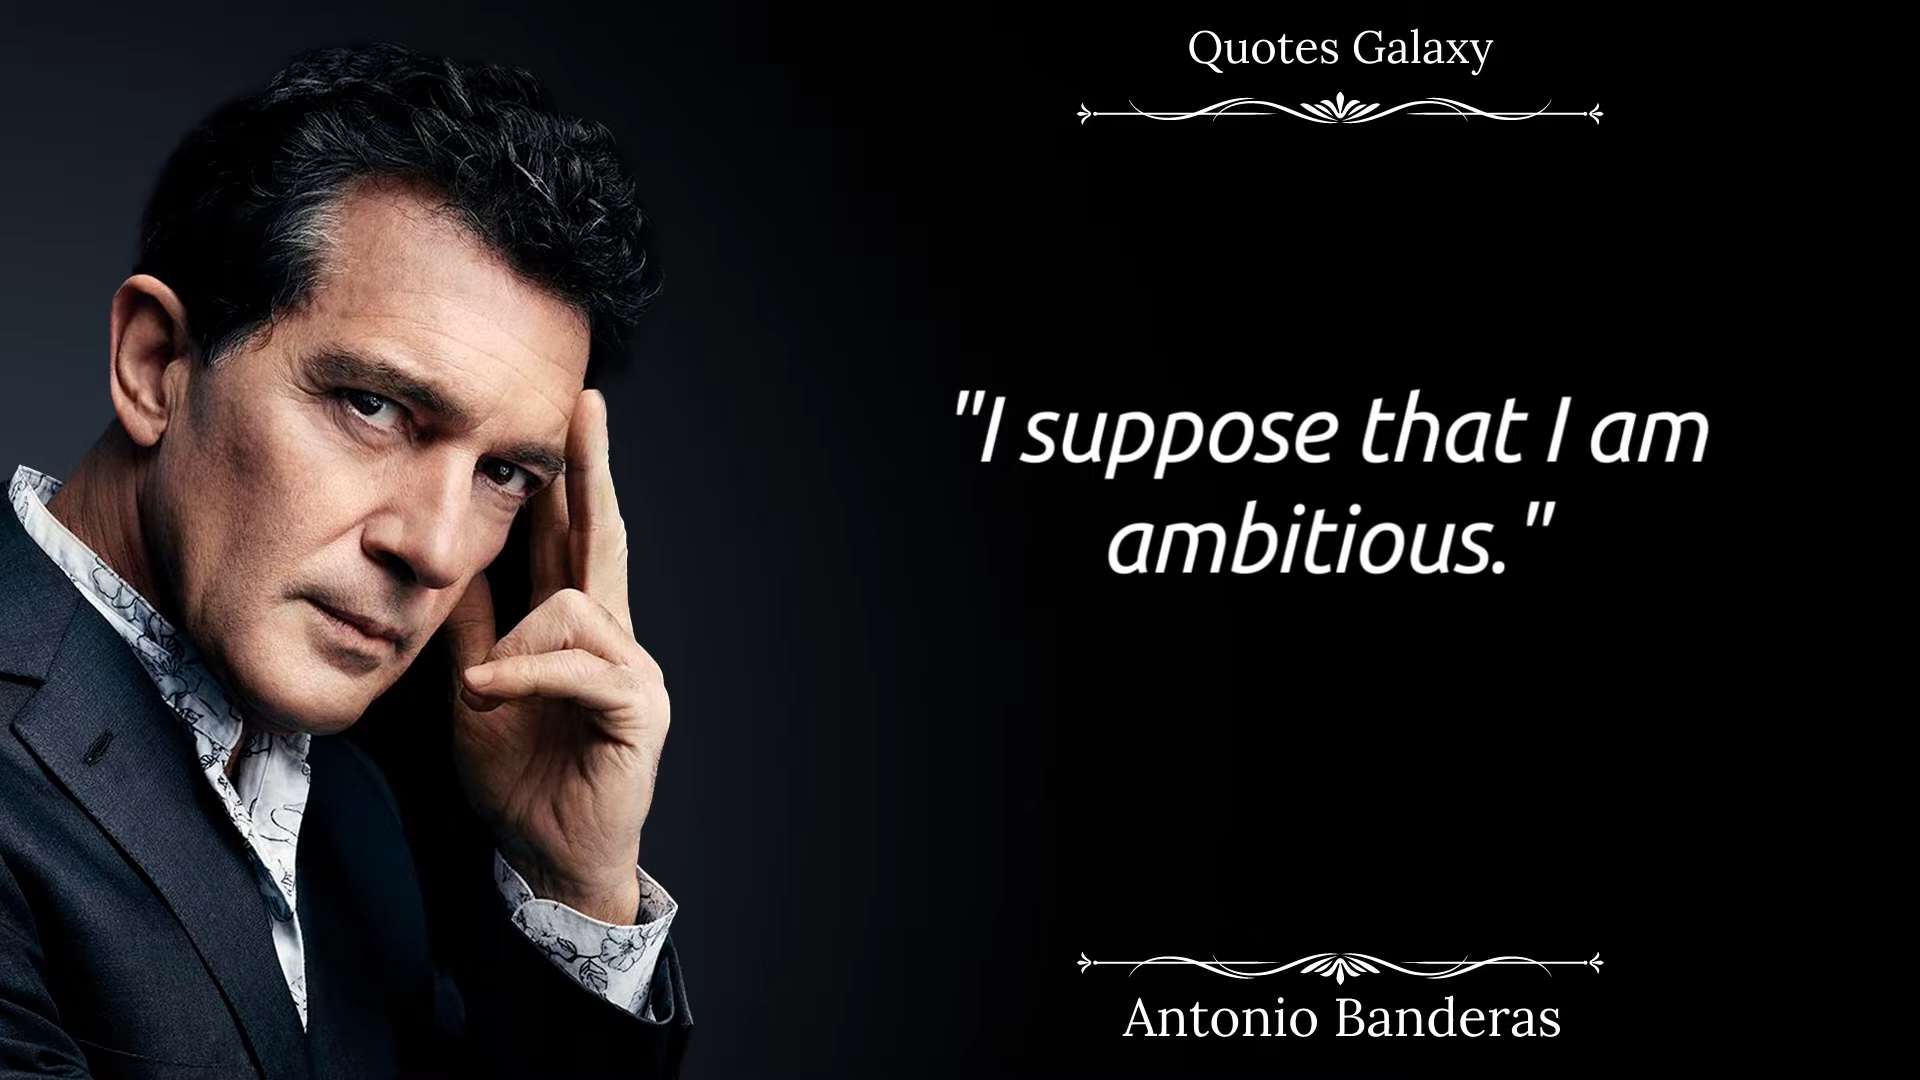 Quotes Galaxy
"I suppose that I am
ambitious."
Antonio Banderas